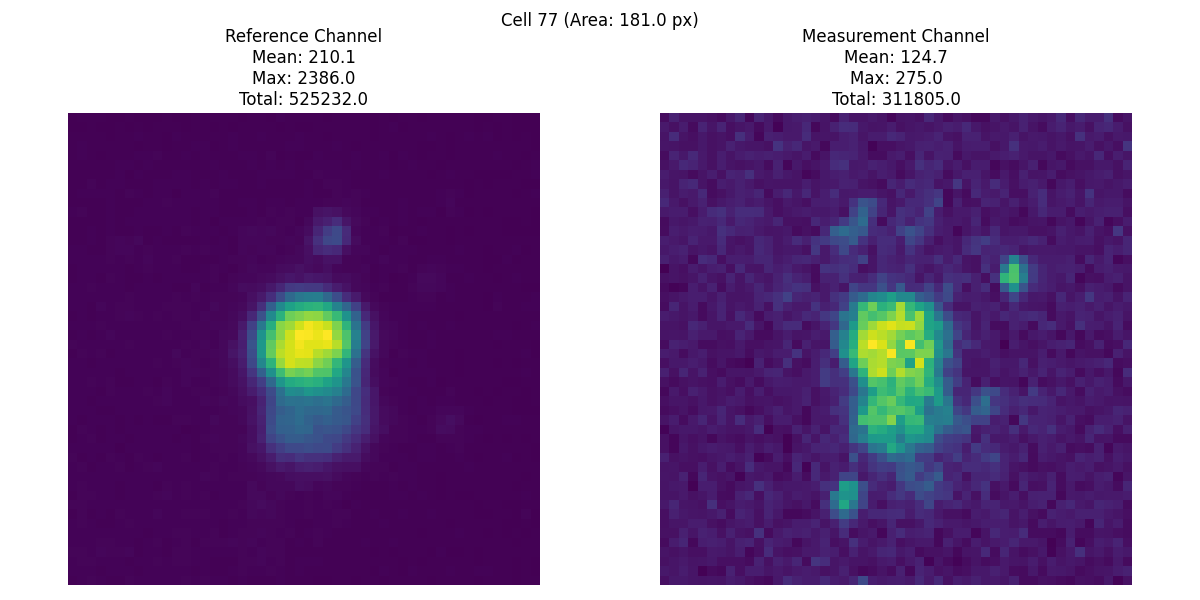 Cell 77 (Area: 181.0 px)
Reference Channel
Mean: 210.1
Max: 2386.0
Total: 525232.0
Measurement Channel
Mean: 124.7
Max: 275.0
Total: 311805.0